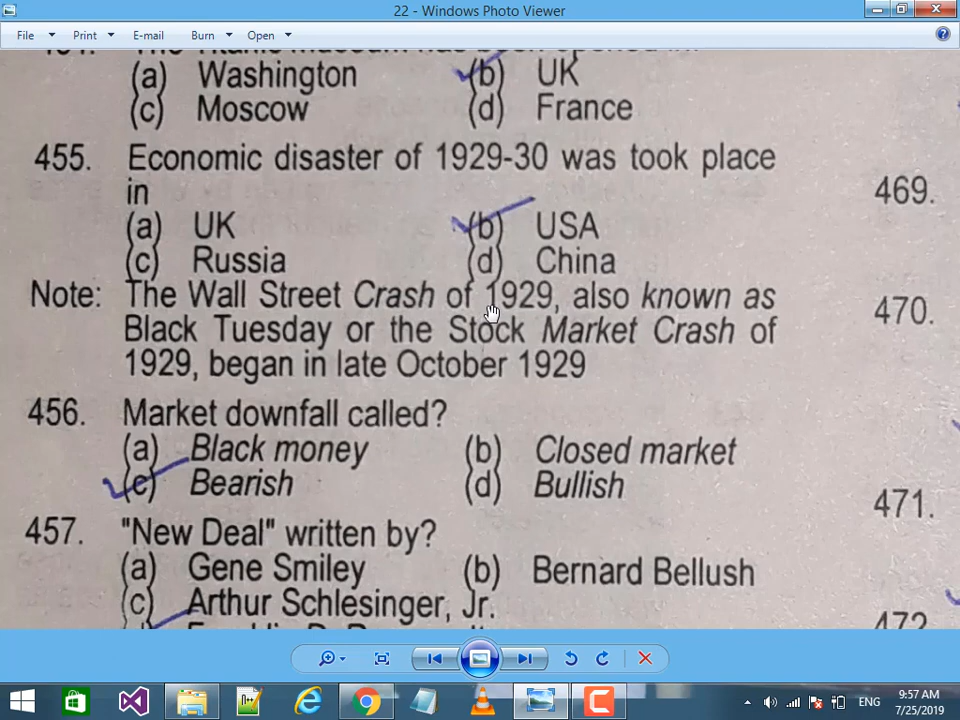 22 - Windows Photo Viewer
File Print E-mail Burn Open
(a) Washington (b) UK
(c) Moscow (d) France
455. Economic disaster of 1929-30 was took place
in
469.
(a) UK (b) USA
(c) Russia (d) China
Note: The Wall Street Crash of 1929, also known as
470.
Black Tuesday or the Stock Market Crash of
1929, began in late October 1929
456. Market downfall called?
(a) Black money (b) Closed market
(c) Bearish (d) Bullish
471.
457. "New Deal" written by?
(a) Gene Smiley (b) Bernard Bellush
(c) Arthur Schlesinger, Jr.
472
ENG
9:57 AM
7/25/2019